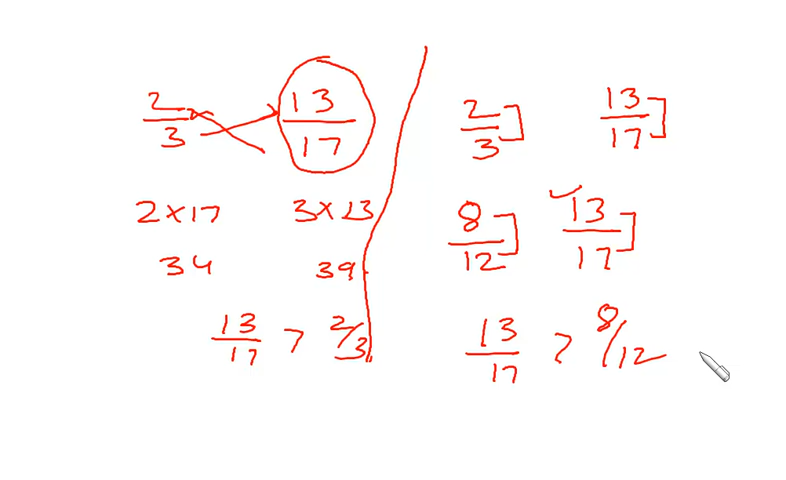 2/3 13/17
2×17 3×13
34 39
13/17 > 2/3
2/3 13/17
8/12 13/17
13/17 > 8/12